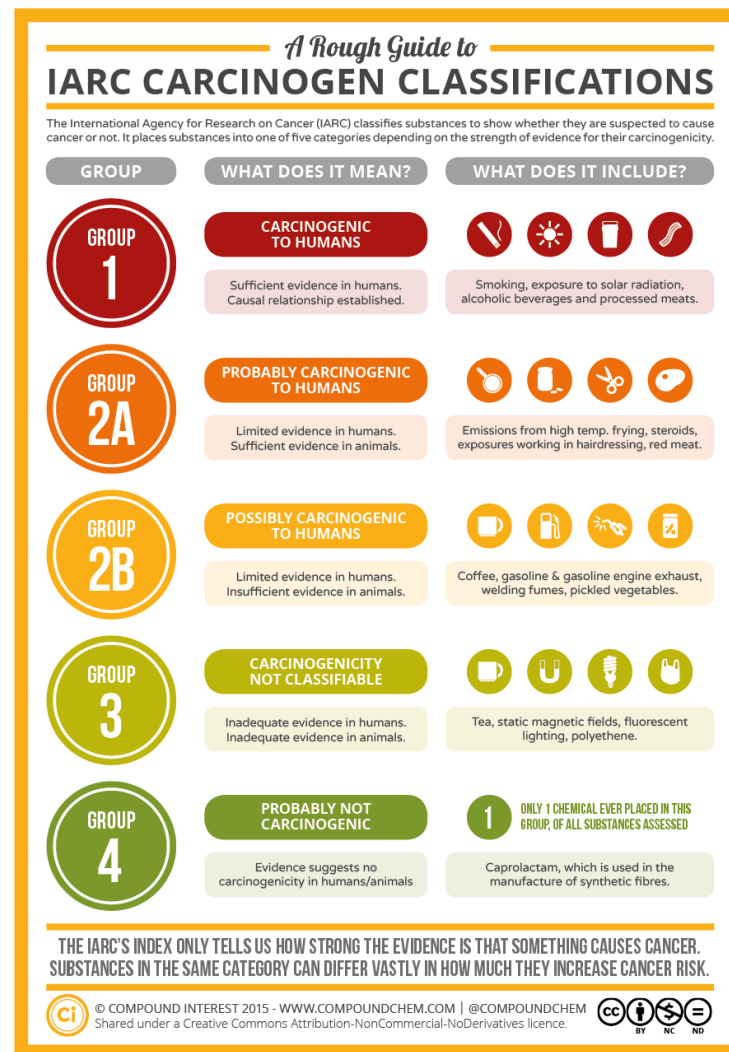 A Rough Guide to
IARC CARCINOGEN CLASSIFICATIONS
The International Agency for Research on Cancer (IARC) classifies substances to show whether they are suspected to cause
cancer or not. It places substances into one of five categories depending on the strength of evidence for their carcinogenicity.
GROUP
WHAT DOES IT MEAN?
WHAT DOES IT INCLUDE?
GROUP
1
CARCINOGENIC
TO HUMANS
Sufficient evidence in humans.
Causal relationship established.
Smoking, exposure to solar radiation,
alcoholic beverages and processed meats.
GROUP
2A
PROBABLY CARCINOGENIC
TO HUMANS
Limited evidence in humans.
Sufficient evidence in animals.
Emissions from high temp. frying, steroids,
exposures working in hairdressing, red meat.
GROUP
2B
POSSIBLY CARCINOGENIC
TO HUMANS
Limited evidence in humans.
Insufficient evidence in animals.
Coffee, gasoline & gasoline engine exhaust,
welding fumes, pickled vegetables.
GROUP
3
CARCINOGENICITY
NOT CLASSIFIABLE
Inadequate evidence in humans.
Inadequate evidence in animals.
Tea, static magnetic fields, fluorescent
lighting, polyethene.
GROUP
4
PROBABLY NOT
CARCINOGENIC
Evidence suggests no
carcinogenicity in humans/animals
1
ONLY 1 CHEMICAL EVER PLACED IN THIS
GROUP, OF ALL SUBSTANCES ASSESSED
Caprolactam, which is used in the
manufacture of synthetic fibres.
THE IARC'S INDEX ONLY TELLS US HOW STRONG THE EVIDENCE IS THAT SOMETHING CAUSES CANCER.
SUBSTANCES IN THE SAME CATEGORY CAN DIFFER VASTLY IN HOW MUCH THEY INCREASE CANCER RISK.
Ci
© COMPOUND INTEREST 2015 - WWW.COMPOUNDCHEM.COM | @COMPOUNDCHEM
Shared under a Creative Commons Attribution-NonCommercial-NoDerivatives licence.
cc
BY NC ND